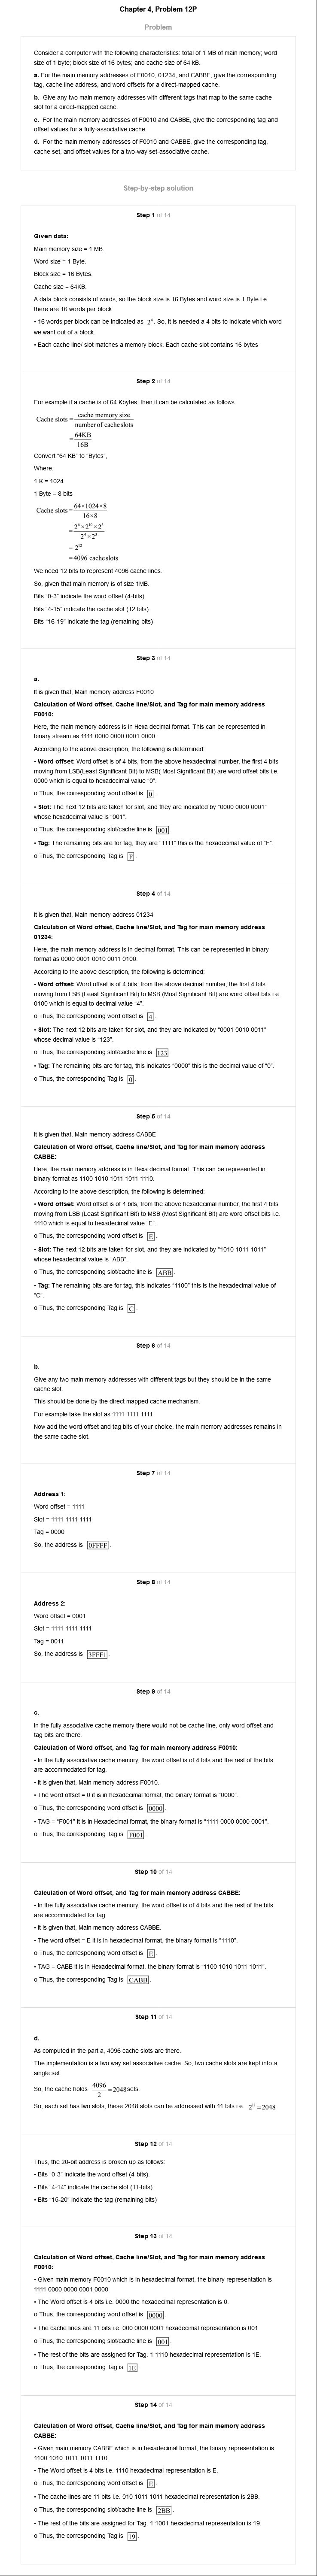 Chapter 4, Problem 12P
Problem
Consider a computer with the following characteristics: total of 1 MB of main memory; word
size of 1 byte; block size of 16 bytes; and cache size of 64 kB.
a. For the main memory addresses of F0010, 01234, and CABBE, give the corresponding
tag, cache line address, and word offsets for a direct-mapped cache.
b. Give any two main memory addresses with different tags that map to the same cache
slot for a direct-mapped cache.
c. For the main memory addresses of F0010 and CABBE, give the corresponding tag and
offset values for a fully-associative cache.
d. For the main memory addresses of F0010 and CABBE, give the corresponding tag,
cache set, and offset values for a two-way set-associative cache.
Step-by-step solution
Step 1 of 14
Given data:
Main memory size = 1 MB.
Word size = 1 Byte.
Block size = 16 Bytes.
Cache size = 64KB.
A data block consists of words, so the block size is 16 Bytes and word size is 1 Byte i.e.
there are 16 words per block.
• 16 words per block can be indicated as 2⁴. So, it is needed a 4 bits to indicate which word
we want out of a block.
• Each cache line/ slot matches a memory block. Each cache slot contains 16 bytes
Step 2 of 14
For example if a cache is of 64 Kbytes, then it can be calculated as follows:
Cache slots = cache memory size / number of cache slots
= 64KB / 16B
Convert “64 KB” to “Bytes”,
Where,
1 K = 1024
1 Byte = 8 bits
Cache slots = 64×1024×8 / 16×8
= 2⁶×2¹⁰×2³ / 2⁴×2³
= 2¹²
= 4096 cache slots
We need 12 bits to represent 4096 cache lines.
So, given that main memory is of size 1MB.
Bits “0-3” indicate the word offset (4-bits).
Bits “4-15” indicate the cache slot (12 bits).
Bits “16-19” indicate the tag (remaining bits)
Step 3 of 14
a.
It is given that, Main memory address F0010
Calculation of Word offset, Cache line/Slot, and Tag for main memory address
F0010:
Here, the main memory address is in Hexa decimal format. This can be represented in
binary stream as 1111 0000 0000 0001 0000.
According to the above description, the following is determined:
• Word offset: Word offset is of 4 bits, from the above hexadecimal number, the first 4 bits
moving from LSB(Least Significant Bit) to MSB( Most Significant Bit) are word offset bits i.e.
0000 which is equal to hexadecimal value “0”.
o Thus, the corresponding word offset is 0.
• Slot: The next 12 bits are taken for slot, and they are indicated by “0000 0000 0001”
whose hexadecimal value is “001”.
o Thus, the corresponding slot/cache line is 001.
• Tag: The remaining bits are for tag, they are “1111” this is the hexadecimal value of “F”.
o Thus, the corresponding Tag is F.
Step 4 of 14
It is given that, Main memory address 01234
Calculation of Word offset, Cache line/Slot, and Tag for main memory address
01234:
Here, the main memory address is in decimal format. This can be represented in binary
format as 0000 0001 0010 0011 0100.
According to the above description, the following is determined:
• Word offset: Word offset is of 4 bits, from the above decimal number, the first 4 bits
moving from LSB (Least Significant Bit) to MSB (Most Significant Bit) are word offset bits i.e.
0100 which is equal to decimal value “4”.
o Thus, the corresponding word offset is 4.
• Slot: The next 12 bits are taken for slot, and they are indicated by “0001 0010 0011”
whose decimal value is “123”.
o Thus, the corresponding slot/cache line is 123.
• Tag: The remaining bits are for tag, this indicates “0000” this is the decimal value of “0”.
o Thus, the corresponding Tag is 0.
Step 5 of 14
It is given that, Main memory address CABBE
Calculation of Word offset, Cache line/Slot, and Tag for main memory address
CABBE:
Here, the main memory address is in Hexa decimal format. This can be represented in
binary format as 1100 1010 1011 1011 1110.
According to the above description, the following is determined:
• Word offset: Word offset is of 4 bits, from the above hexadecimal number, the first 4 bits
moving from LSB (Least Significant Bit) to MSB (Most Significant Bit) are word offset bits i.e.
1110 which is equal to hexadecimal value “E”.
o Thus, the corresponding word offset is E.
• Slot: The next 12 bits are taken for slot, and they are indicated by “1010 1011 1011”
whose hexadecimal value is “ABB”.
o Thus, the corresponding slot/cache line is ABB.
• Tag: The remaining bits are for tag, this indicates “1100” this is the hexadecimal value of
“C”.
o Thus, the corresponding Tag is C
Step 6 of 14
b.
Give any two main memory addresses with different tags but they should be in the same
cache slot.
This should be done by the direct mapped cache mechanism.
For example take the slot as 1111 1111 1111
Now add the word offset and tag bits of your choice, the main memory addresses remains in
the same cache slot.
Step 7 of 14
Address 1:
Word offset = 1111
Slot = 1111 1111 1111
Tag = 0000
So, the address is 0FFFF.
Step 8 of 14
Address 2:
Word offset = 0001
Slot = 1111 1111 1111
Tag = 0011
So, the address is 3FFF1.
Step 9 of 14
c.
In the fully associative cache memory there would not be cache line, only word offset and
tag bits are there.
Calculation of Word offset, and Tag for main memory address F0010:
• In the fully associative cache memory, the word offset is of 4 bits and the rest of the bits
are accommodated for tag.
• It is given that, Main memory address F0010.
• The word offset = 0 it is in hexadecimal format, the binary format is “0000”.
o Thus, the corresponding word offset is 0000.
• TAG = “F001” it is in Hexadecimal format, the binary format is “1111 0000 0000 0001”.
o Thus, the corresponding Tag is F001.
Step 10 of 14
Calculation of Word offset, and Tag for main memory address CABBE:
• In the fully associative cache memory, the word offset is of 4 bits and the rest of the bits
are accommodated for tag.
• It is given that, Main memory address CABBE.
• The word offset = E it is in hexadecimal format, the binary format is “1110”.
o Thus, the corresponding word offset is E.
• TAG = CABB it is in Hexadecimal format, the binary format is “1100 1010 1011 1011”.
o Thus, the corresponding Tag is CABB.
Step 11 of 14
d.
As computed in the part a, 4096 cache slots are there.
The implementation is a two way set associative cache. So, two cache slots are kept into a
single set.
So, the cache holds 4096 / 2 = 2048 sets.
So, each set has two slots, these 2048 slots can be addressed with 11 bits i.e. 2¹¹ = 2048
Step 12 of 14
Thus, the 20-bit address is broken up as follows:
• Bits “0-3” indicate the word offset (4-bits).
• Bits “4-14” indicate the cache slot (11-bits).
• Bits “15-20” indicate the tag (remaining bits)
Step 13 of 14
Calculation of Word offset, Cache line/Slot, and Tag for main memory address
F0010:
• Given main memory F0010 which is in hexadecimal format, the binary representation is
1111 0000 0000 0001 0000
• The Word offset is 4 bits i.e. 0000 the hexadecimal representation is 0.
o Thus, the corresponding word offset is 0000.
• The cache lines are 11 bits i.e. 000 0000 0001 hexadecimal representation is 001
o Thus, the corresponding slot/cache line is 001.
• The rest of the bits are assigned for Tag. 1 1110 hexadecimal representation is 1E.
o Thus, the corresponding Tag is 1E.
Step 14 of 14
Calculation of Word offset, Cache line/Slot, and Tag for main memory address
CABBE:
• Given main memory CABBE which is in hexadecimal format, the binary representation is
1100 1010 1011 1011 1110
• The Word offset is 4 bits i.e. 1110 hexadecimal representation is E.
o Thus, the corresponding word offset is E.
• The cache lines are 11 bits i.e. 010 1011 1011 hexadecimal representation is 2BB.
o Thus, the corresponding slot/cache line is 2BB.
• The rest of the bits are assigned for Tag. 1 1001 hexadecimal representation is 19.
o Thus, the corresponding Tag is 19.